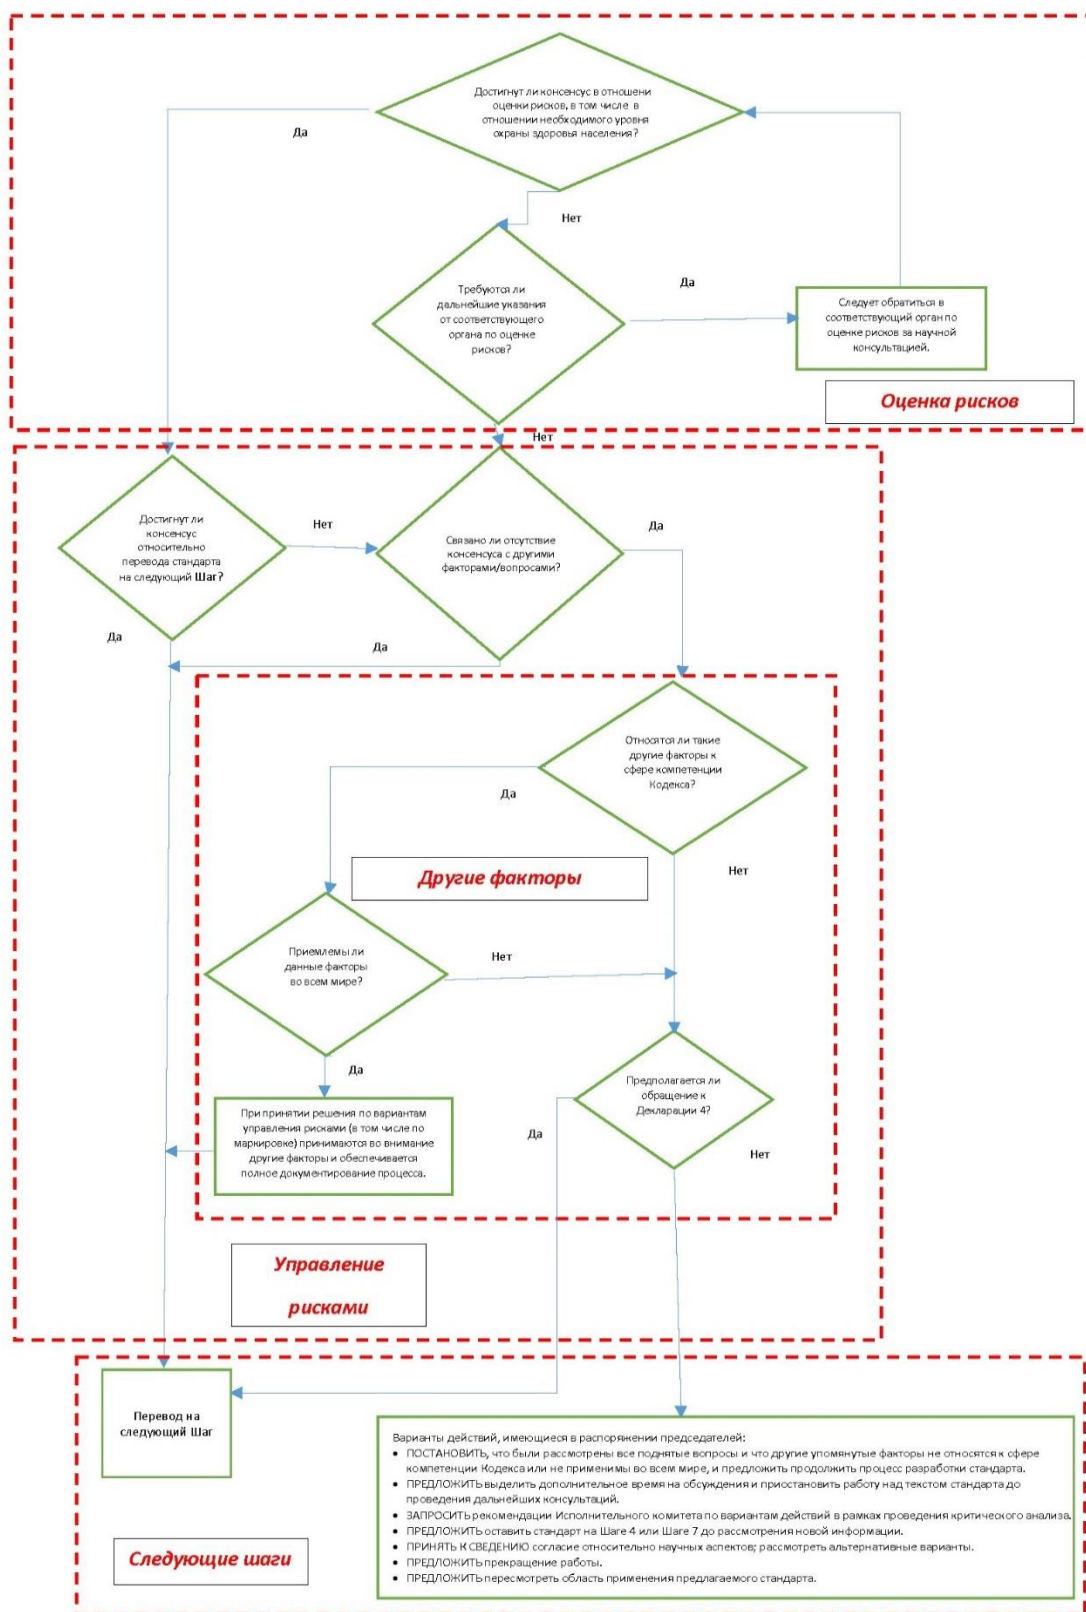 Достигнут ли консенсус в отношени
оценки рисков, в том числе в
отношении необходимого уровня
охраны здоровья населения?
Да
Нет
Требуются ли
дальнейшие указания
от соответствующего
органа по оценке
рисков?
Да
Следует обратиться в
соответствующий орган по
оценке рисков за научной
консультацией.
Оценка рисков
Нет
Достигнут ли
консенсус
относительно
перевода стандарта
на следующий Шаг?
Нет
Связано ли отсутствие
консенсуса с другими
факторами/вопросами?
Да
Да
Да
Относятся ли такие
другие факторы к
сфере компетенции
Кодекса?
Да
Нет
Другие факторы
Приемлемы ли
данные факторы
во всем мире?
Нет
Да
Предполагается ли
обращение к
Декларации 4?
Да
Нет
При принятии решения по вариантам
управления рисками (в том числе по
маркировке) принимаются во внимание
другие факторы и обеспечивается
полное документирование процесса.
Управление
рисками
Перевод на
следующий Шаг
Варианты действий, имеющиеся в распоряжении председателей:
• ПОСТАНОВИТЬ, что были рассмотрены все поднятые вопросы и что другие упомянутые факторы не относятся к сфере
компетенции Кодекса или не применимы во всем мире, и предложить продолжить процесс разработки стандарта.
• ПРЕДЛОЖИТЬ выделить дополнительное время на обсуждения и приостановить работу над текстом стандарта до
проведения дальнейших консультаций.
• ЗАПРОСИТЬ рекомендации Исполнительного комитета по вариантам действий в рамках проведения критического анализа.
• ПРЕДЛОЖИТЬ оставить стандарт на Шаге 4 или Шаге 7 до рассмотрения новой информации.
• ПРИНЯТЬ К СВЕДЕНИЮ согласие относительно научных аспектов; рассмотреть альтернативные варианты.
• ПРЕДЛОЖИТЬ прекращение работы.
• ПРЕДЛОЖИТЬ пересмотреть область применения предлагаемого стандарта.
Следующие шаги